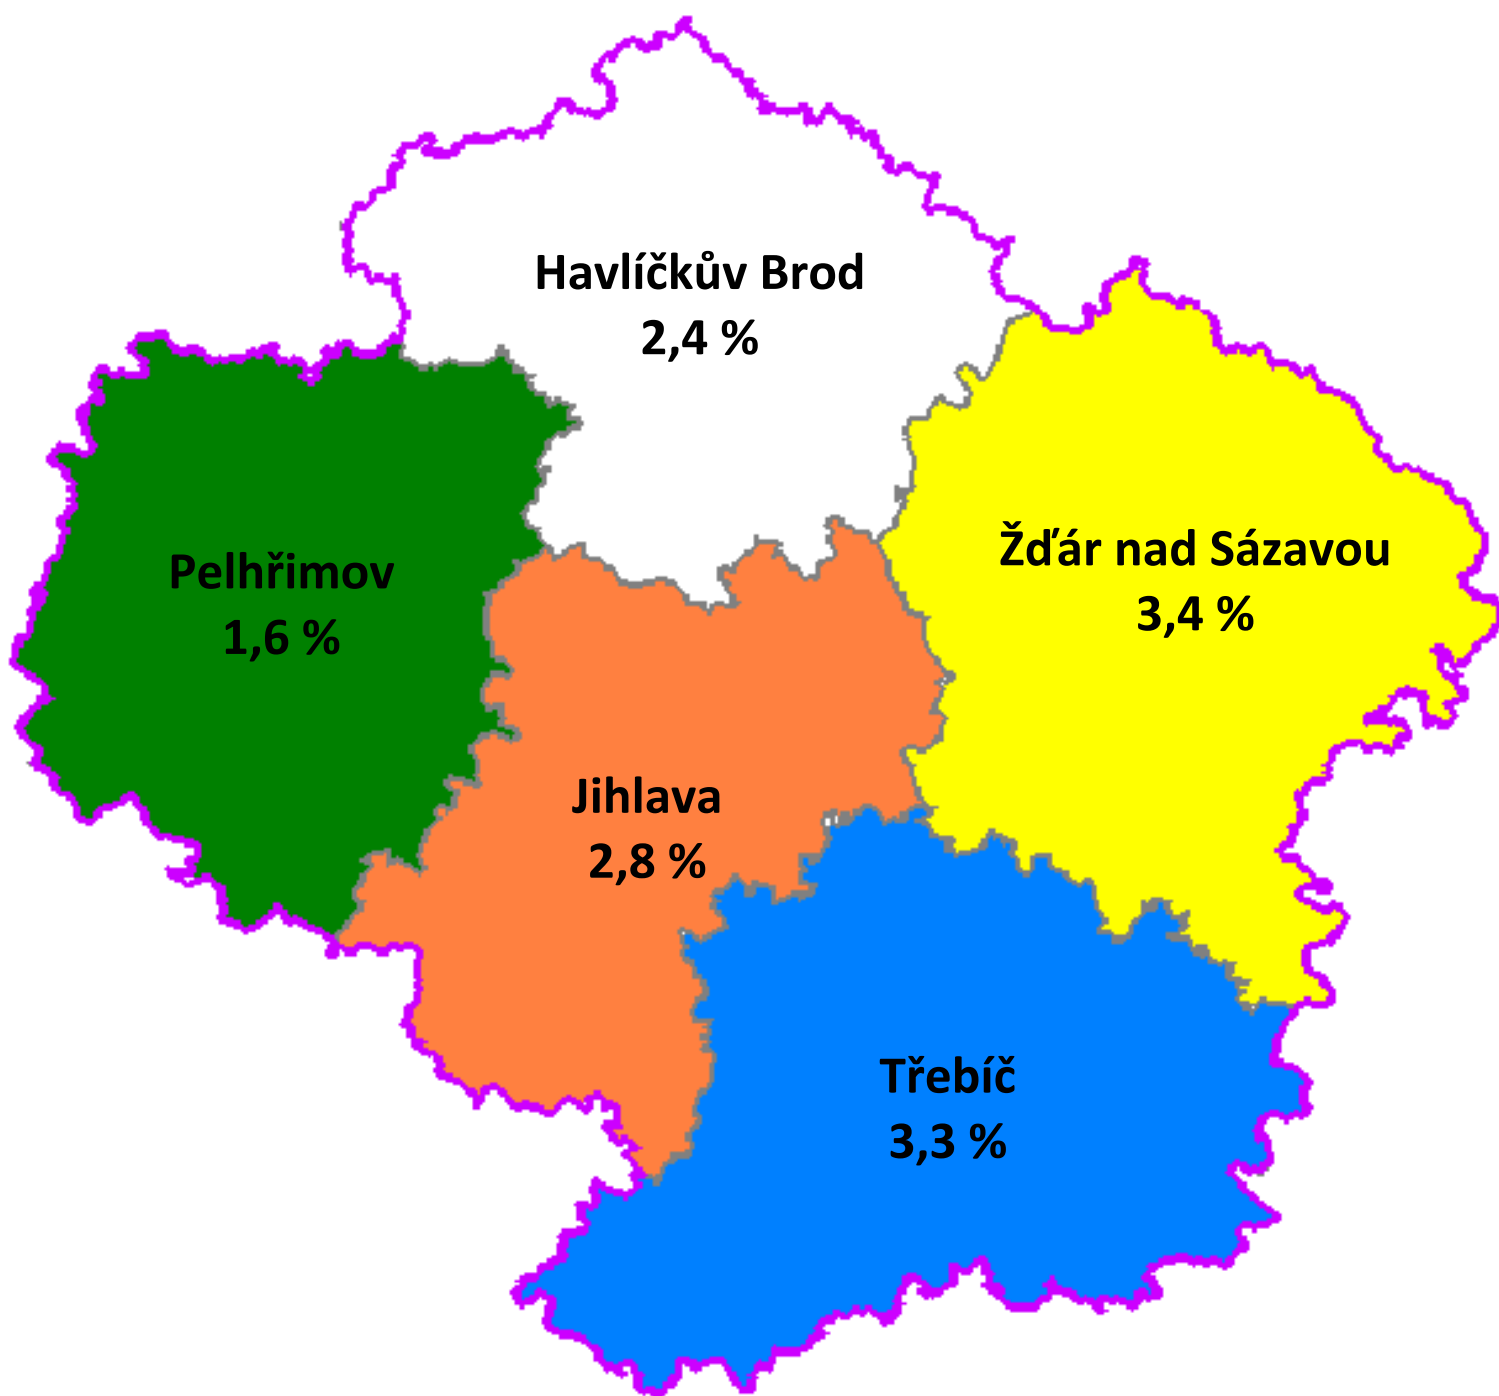 Havlíčkův Brod
2,4 %
Žďár nad Sázavou
3,4 %
Pelhřimov
1,6 %
Jihlava
2,8 %
Třebíč
3,3 %